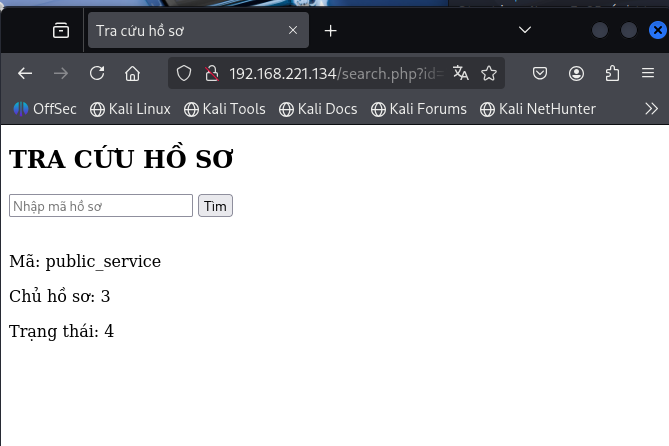 Tra cứu hồ sơ
192.168.221.134/search.php?id=
OffSec Kali Linux Kali Tools Kali Docs Kali Forums Kali NetHunter
TRA CỨU HỒ SƠ
Nhập mã hồ sơ Tìm
Mã: public_service
Chủ hồ sơ: 3
Trạng thái: 4